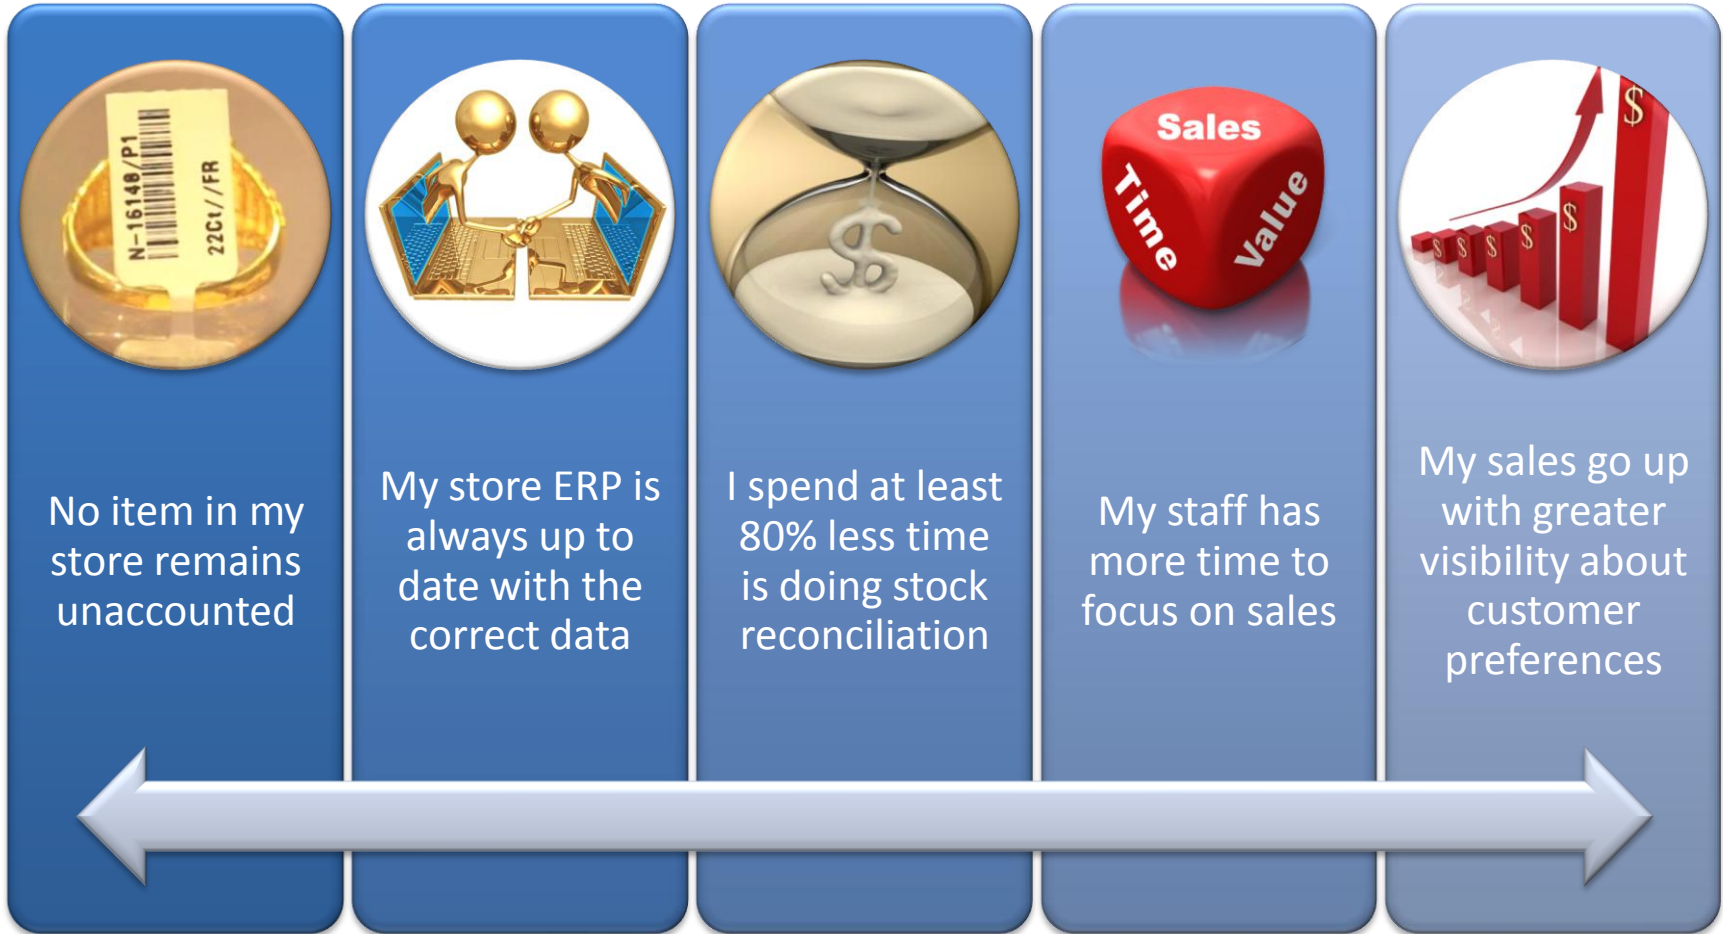 N-16148/P1
22Ct//FR
No item in my
store remains
unaccounted
My store ERP is
always up to
date with the
correct data
$
I spend at least
80% less time
is doing stock
reconciliation
Sales
Time
Value
My staff has
more time to
focus on sales
$
$
$
$
$
$
My sales go up
with greater
visibility about
customer
preferences